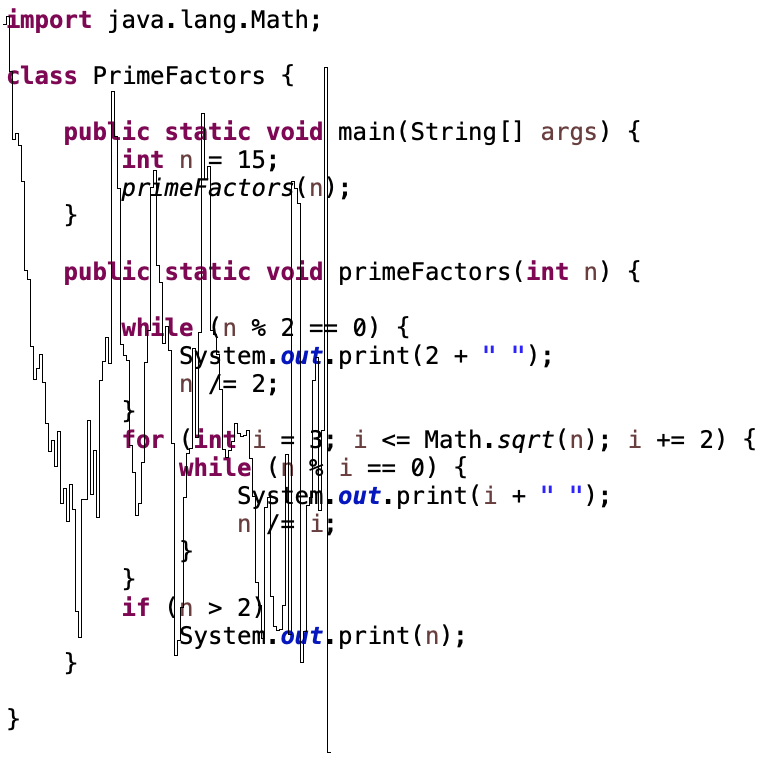 import java.lang.Math;
class PrimeFactors {
public static void main(String[] args) {
int n = 15;
primeFactors(n);
}
public static void primeFactors(int n) {
while (n % 2 == 0) {
System.out.print(2 + " ");
n /= 2;
}
for (int i = 3; i <= Math.sqrt(n); i += 2) {
while (n % i == 0) {
System.out.print(i + " ");
n /= i;
}
}
if (n > 2)
System.out.print(n);
}
}